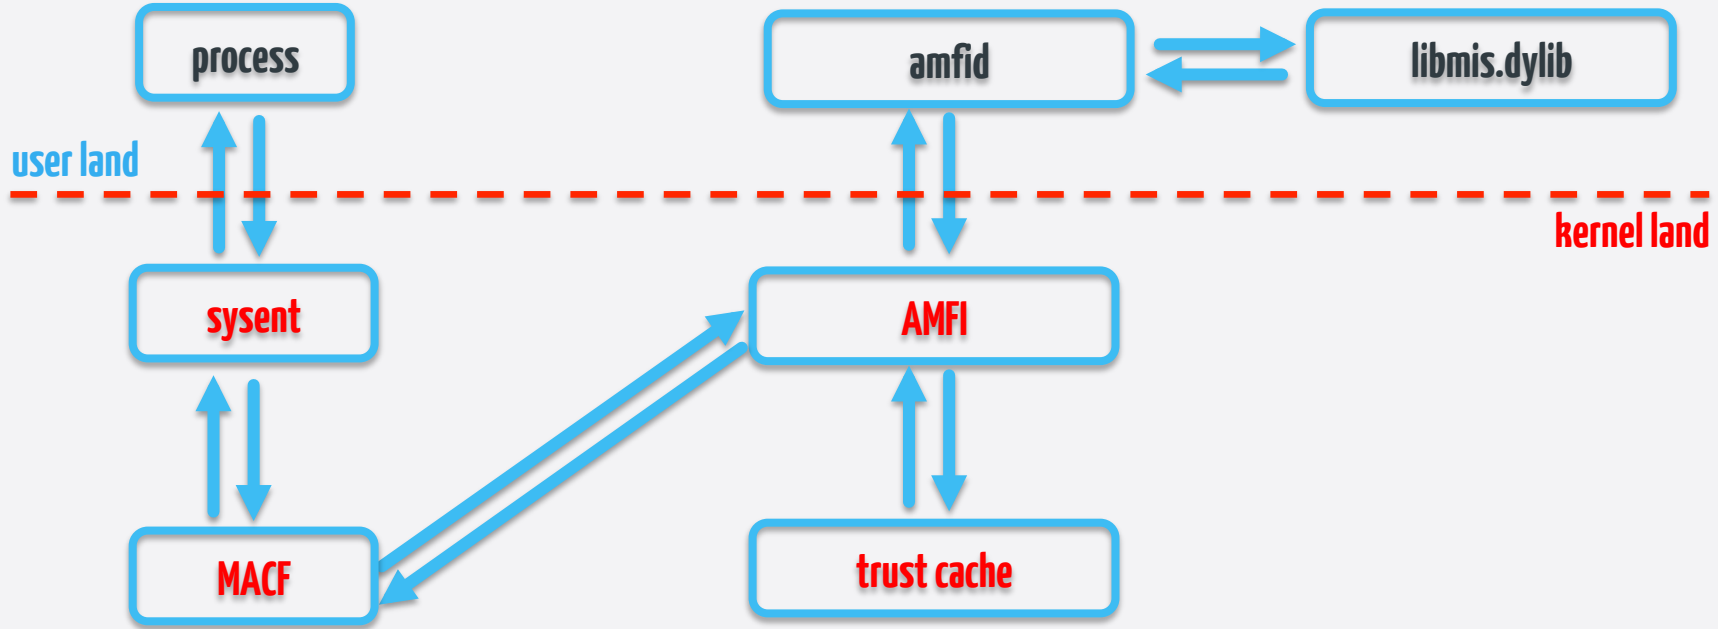 process
amfid
libmis.dylib
user land
kernel land
sysent
AMFI
MACF
trust cache